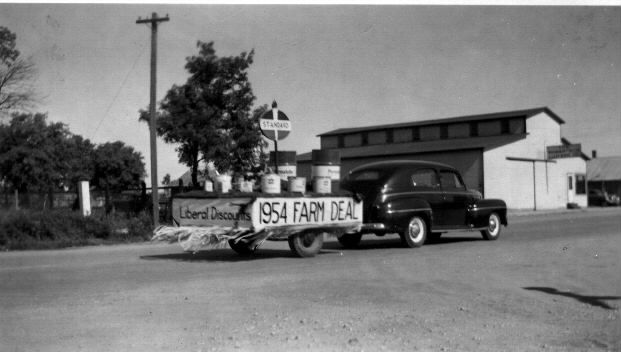 STANDARD
Liberal Discounts
1954 FARM DEAL